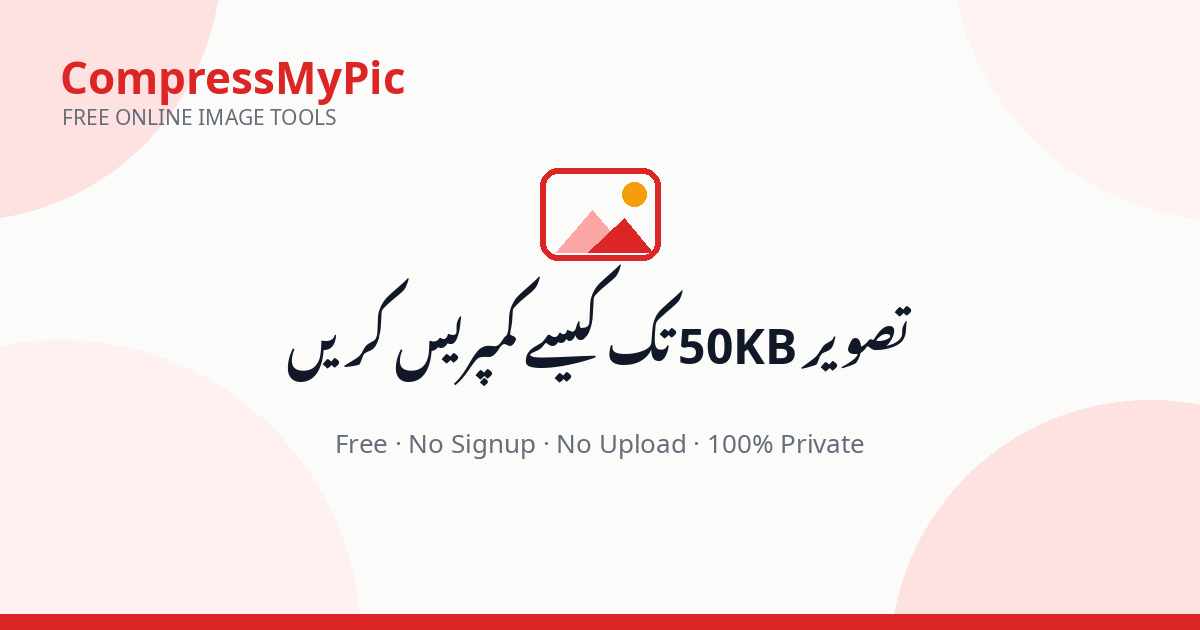 CompressMyPic
FREE ONLINE IMAGE TOOLS
تصویر 50KB تک کیسے کمپریس کریں
Free · No Signup · No Upload · 100% Private